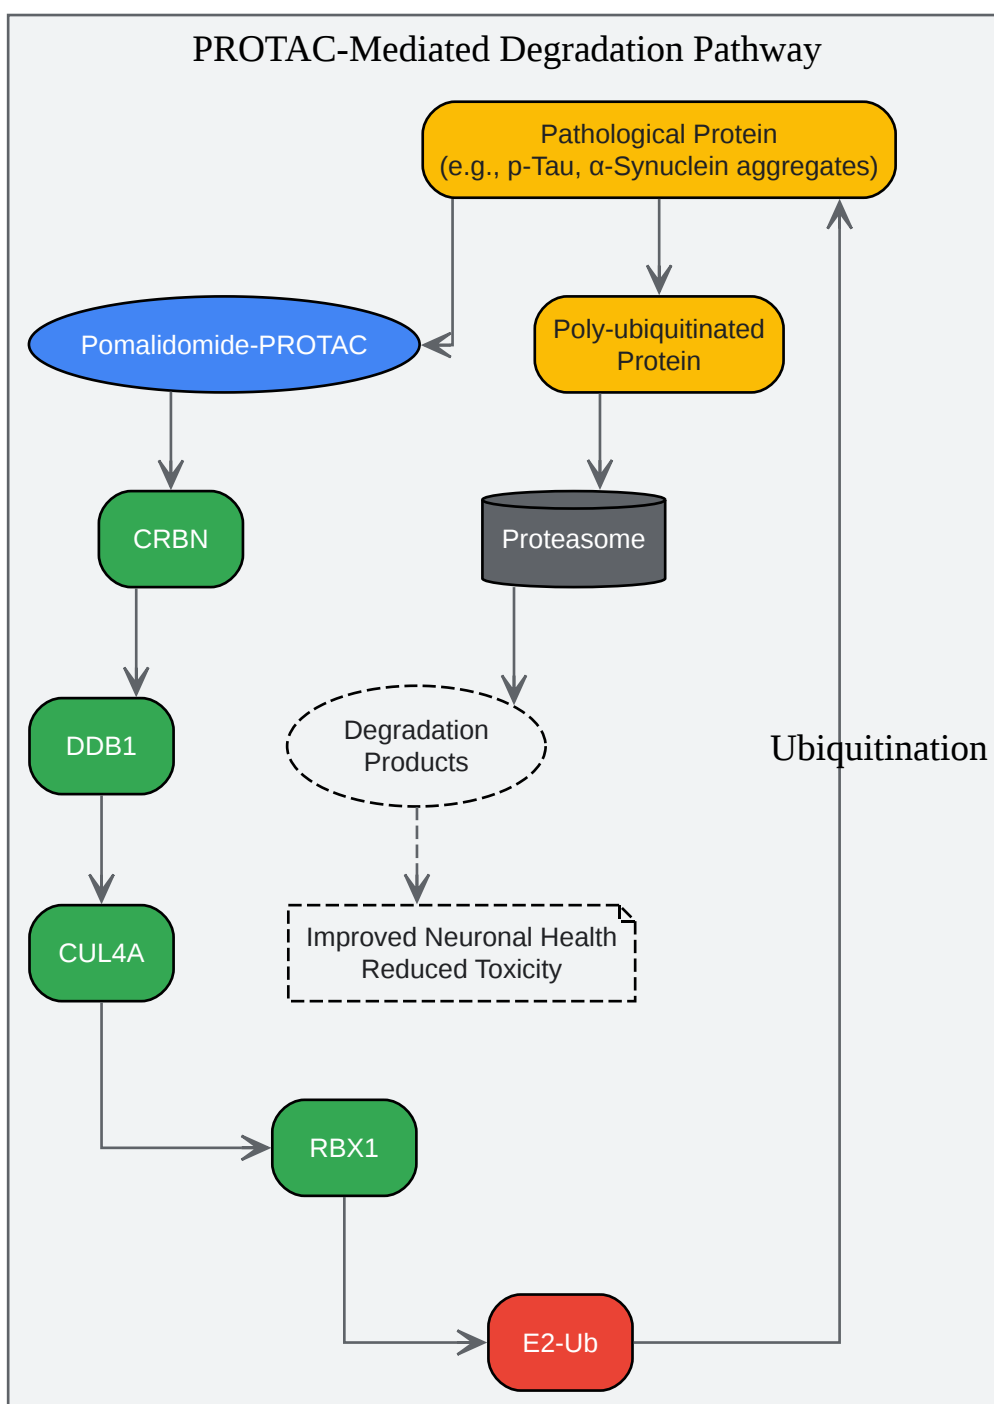 PROTAC-Mediated Degradation Pathway
Pathological Protein
(e.g., p-Tau, α-Synuclein aggregates)
Pomalidomide-PROTAC
Poly-ubiquitinated
Protein
CRBN
Proteasome
DDB1
Degradation
Products
Ubiquitination
CUL4A
Improved Neuronal Health
Reduced Toxicity
RBX1
E2-Ub